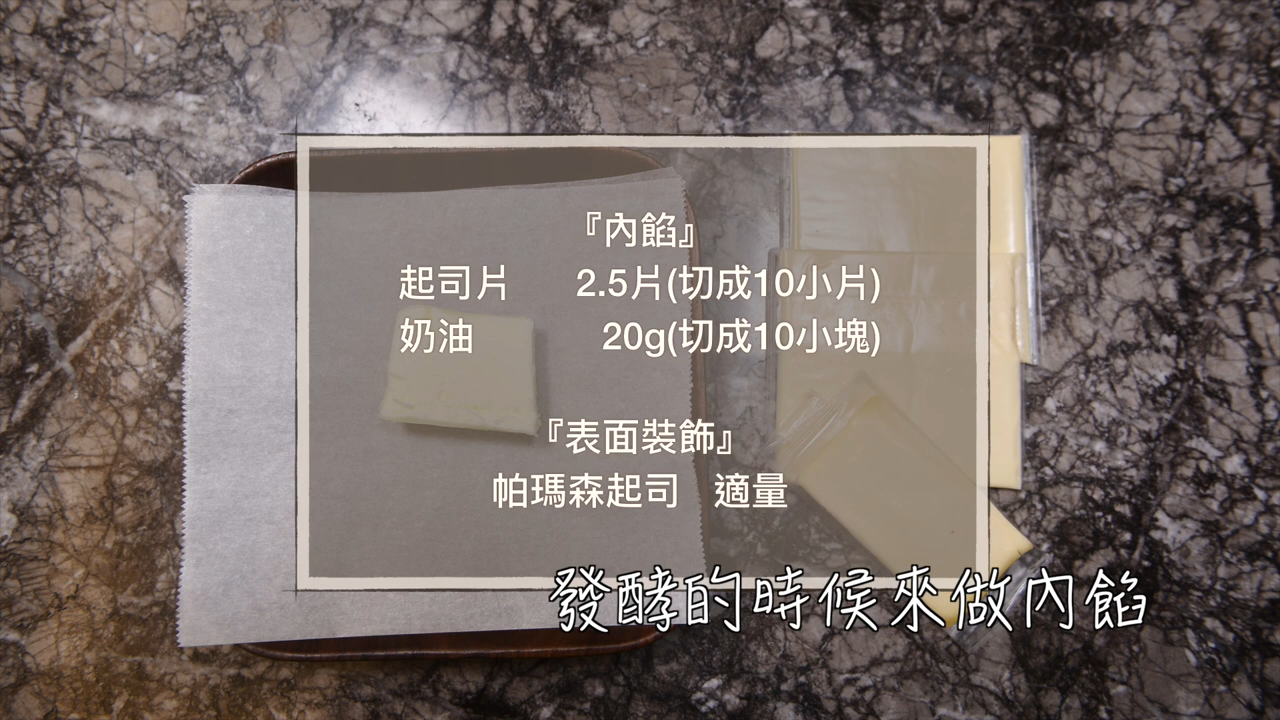 『內餡』
起司片 2.5片(切成10小片)
奶油 20g(切成10小塊)
『表面裝飾』
帕瑪森起司 適量
發酵的時候來做內餡